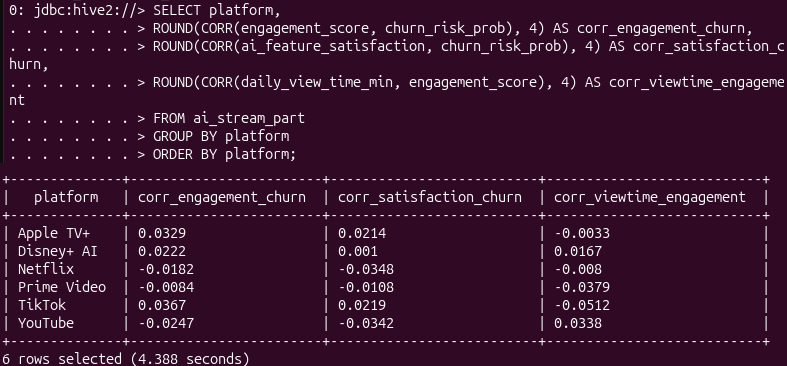 0: jdbc:hive2://> SELECT platform,
. . . . . . . . > ROUND(CORR(engagement_score, churn_risk_prob), 4) AS corr_engagement_churn,
. . . . . . . . > ROUND(CORR(ai_feature_satisfaction, churn_risk_prob), 4) AS corr_satisfaction_c
hurn,
. . . . . . . . > ROUND(CORR(daily_view_time_min, engagement_score), 4) AS corr_viewtime_engageme
nt
. . . . . . . . > FROM ai_stream_part
. . . . . . . . > GROUP BY platform
. . . . . . . . > ORDER BY platform;
+--------------+------------------------+--------------------------+---------------------------+
| platform | corr_engagement_churn | corr_satisfaction_churn | corr_viewtime_engagement |
+--------------+------------------------+--------------------------+---------------------------+
| Apple TV+ | 0.0329 | 0.0214 | -0.0033 |
| Disney+ AI | 0.0222 | 0.001 | 0.0167 |
| Netflix | -0.0182 | -0.0348 | -0.008 |
| Prime Video | -0.0084 | -0.0108 | -0.0379 |
| TikTok | 0.0367 | 0.0219 | -0.0512 |
| YouTube | -0.0247 | -0.0342 | 0.0338 |
+--------------+------------------------+--------------------------+---------------------------+
6 rows selected (4.388 seconds)